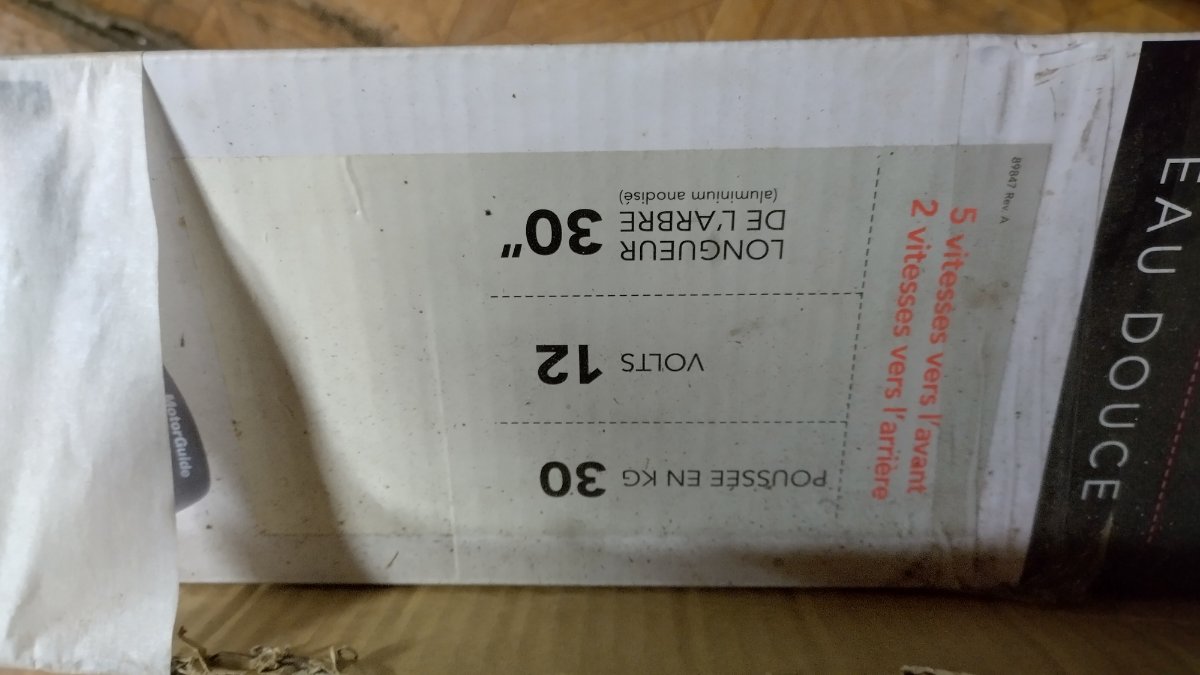 POUSSÉE EN KG 30
VOLTS 12
LONGUEUR
DE L'ARBRE 30"
(aluminium anodisé)
5 vitesses vers l'avant
2 vitesses vers l'arrière
89847 Rev. A
EAU DOUCE
MotorGuide